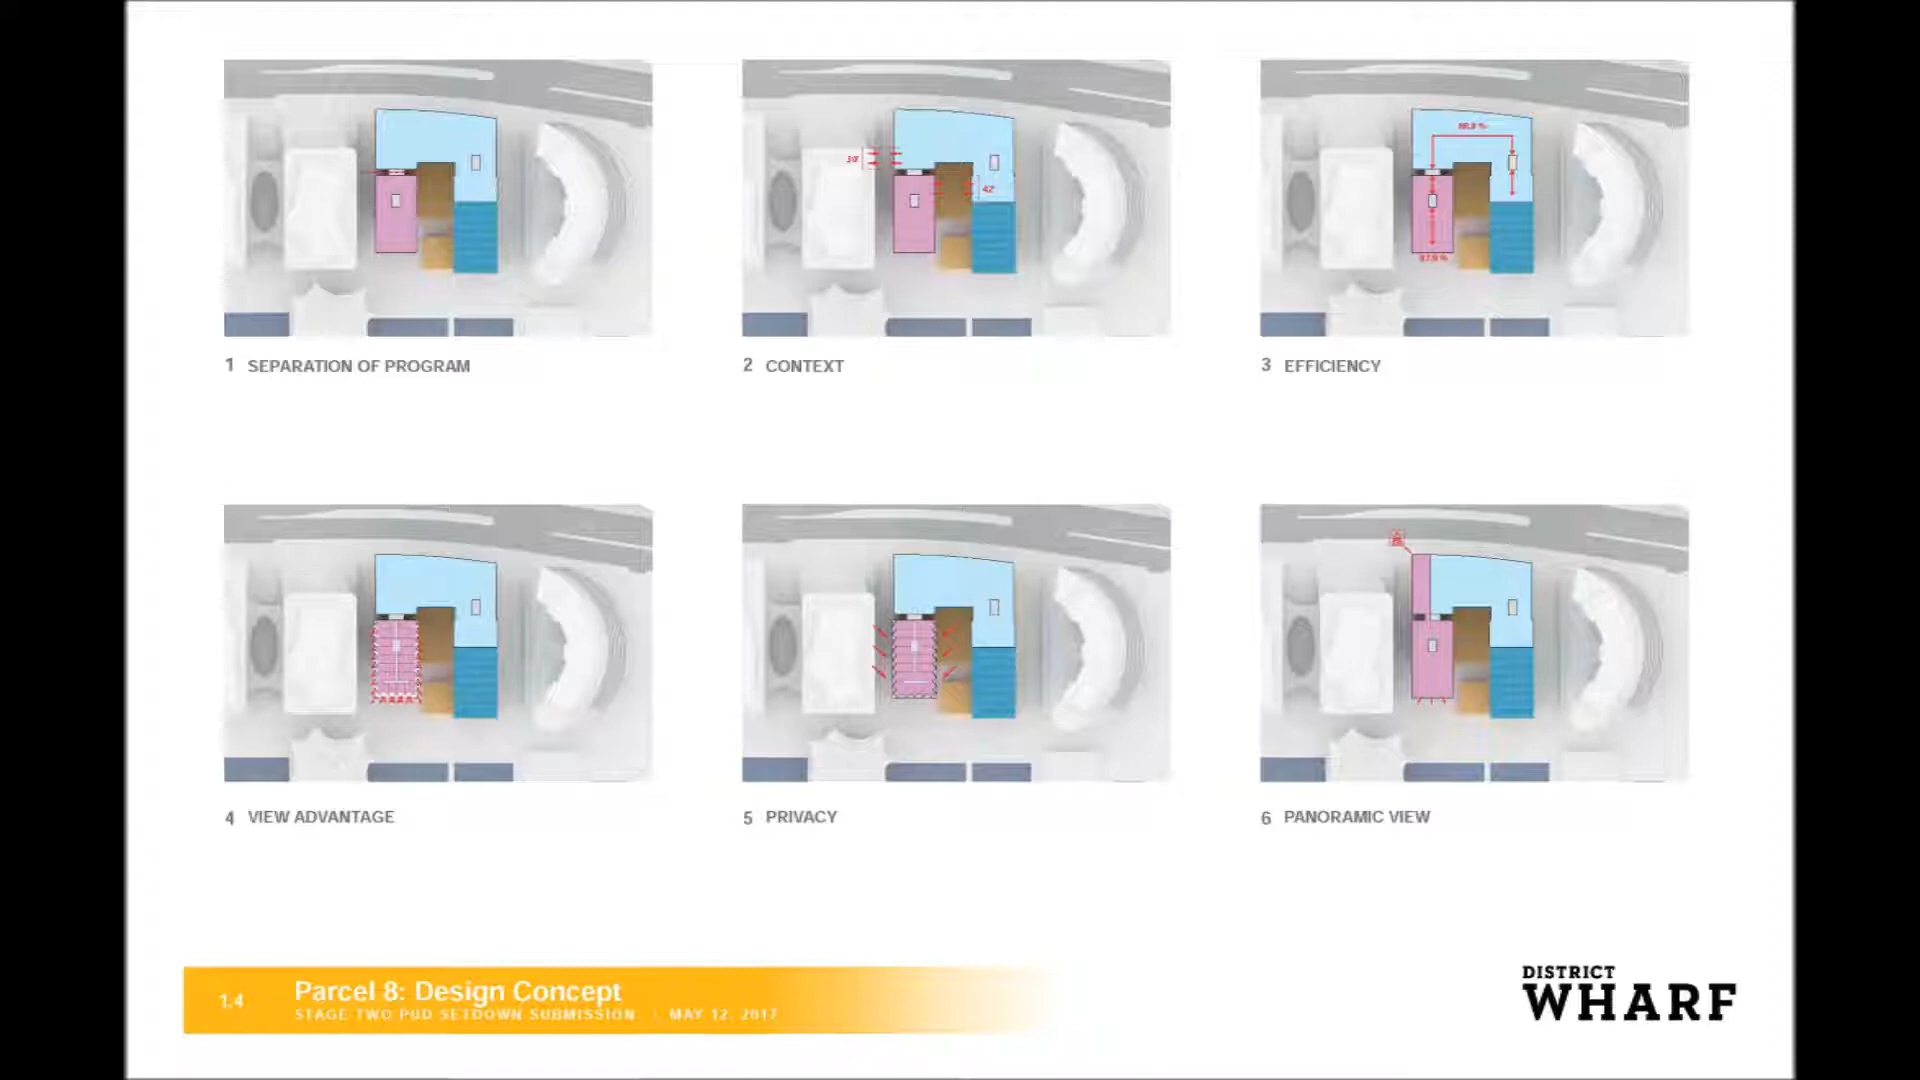 1 SEPARATION OF PROGRAM
2 CONTEXT
3 EFFICIENCY
4 VIEW ADVANTAGE
5 PRIVACY
6 PANORAMIC VIEW
1.4
Parcel 8: Design Concept
STAGE TWO PUD SETDOWN SUBMISSION | MAY 12, 2017
DISTRICT
WHARF